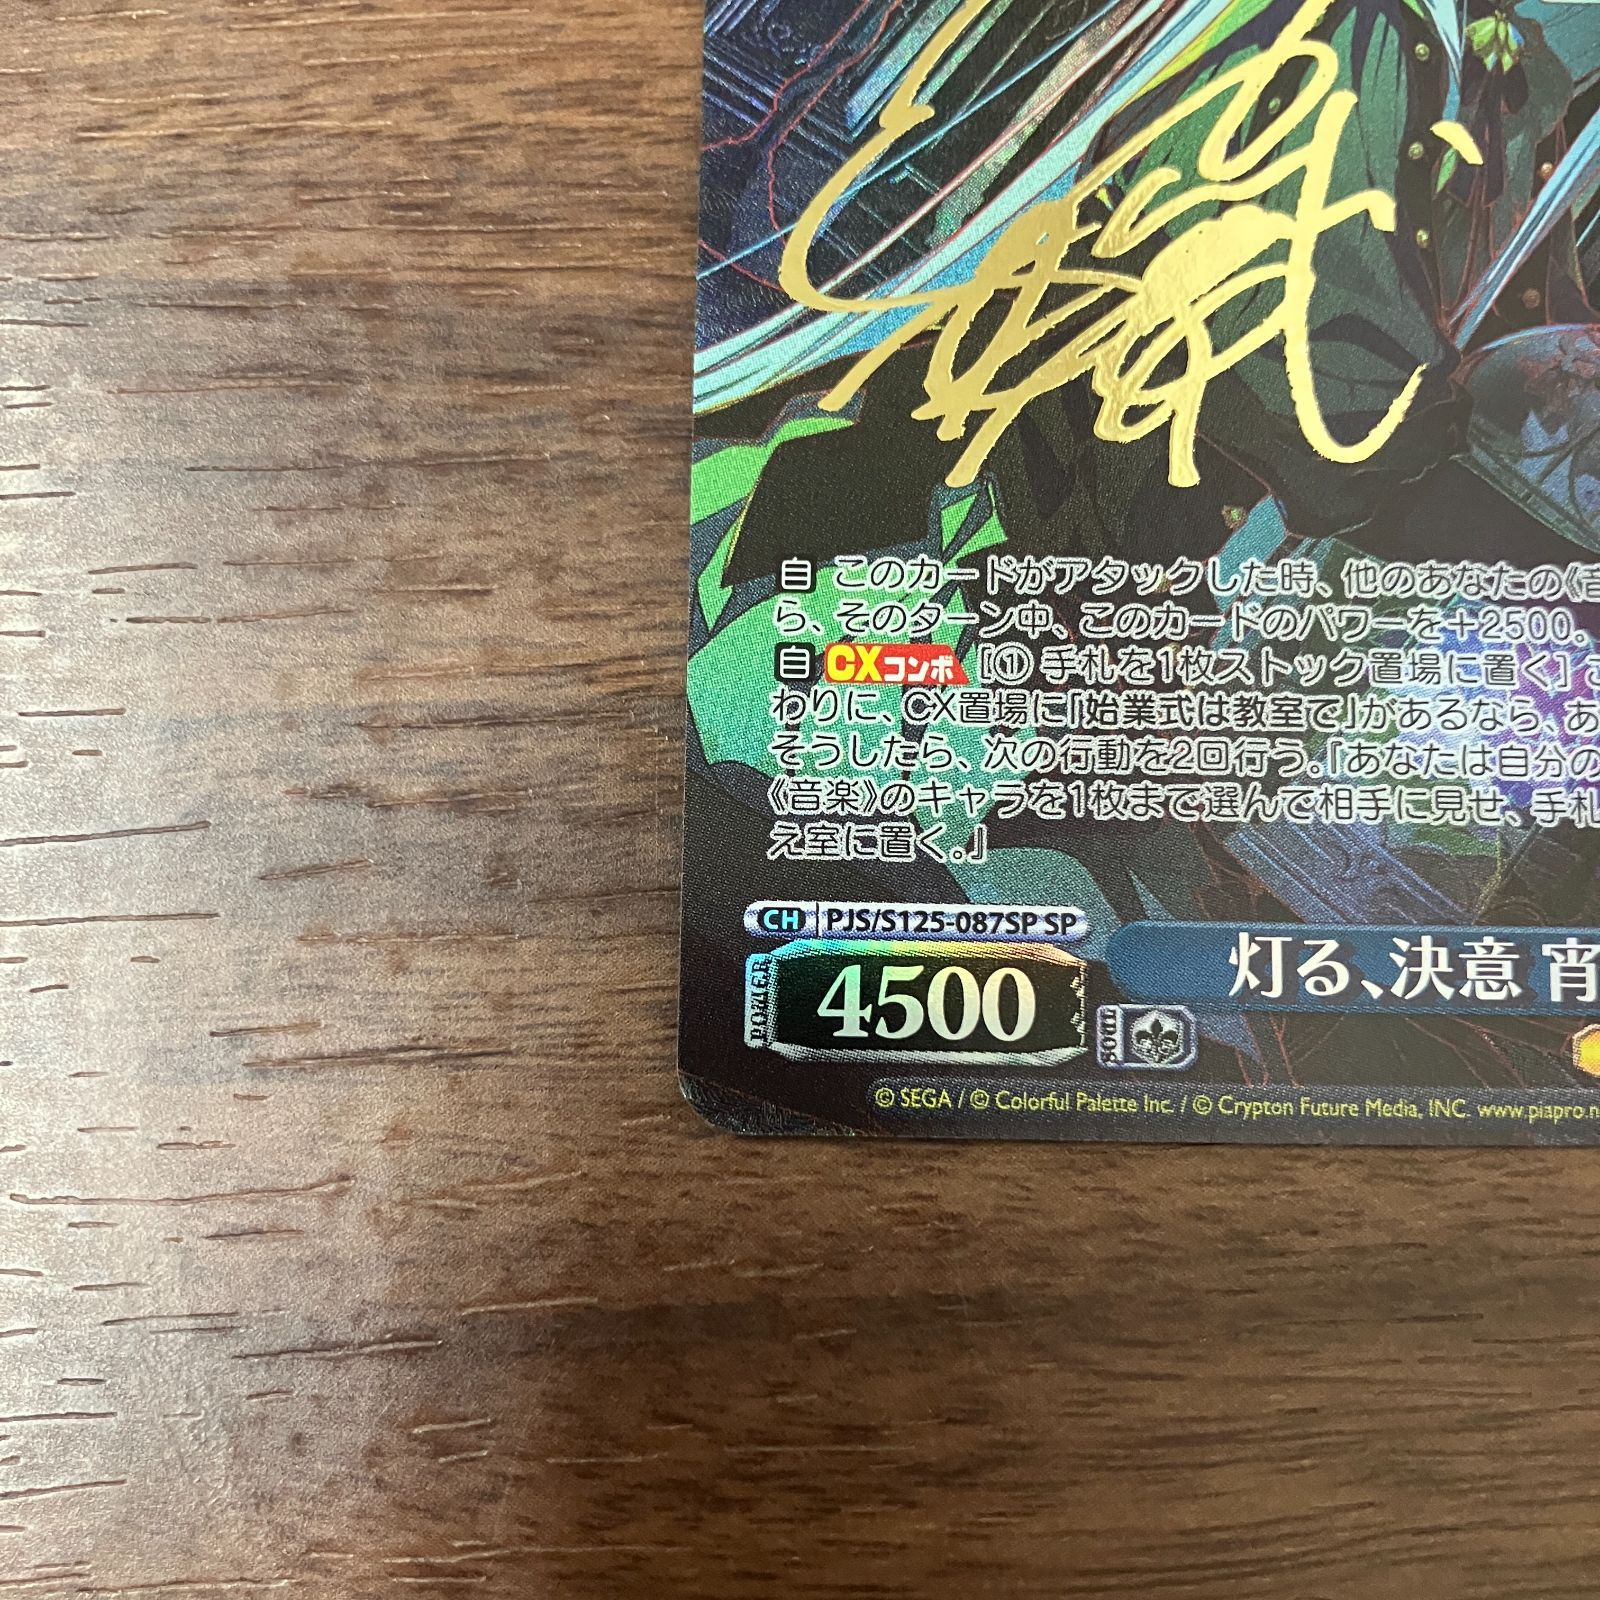 自 このカードがアタックした時、他のあなたの《音
ら、そのターン中、このカードのパワーを+2500。
自 CXコンボ [① 手札を1枚ストック置場に置く] こ
わりに、CX置場に「始業式は教室で」があるなら、あ
そうしたら、次の行動を2回行う。『あなたは自分の
《音楽》のキャラを1枚まで選んで相手に見せ、手札
え室に置く。』
CH PJS/S125-087SP SP
POWER 4500 SOUL
灯る、決意 宵
© SEGA / © Colorful Palette Inc. / © Crypton Future Media, INC. www.piapro.n